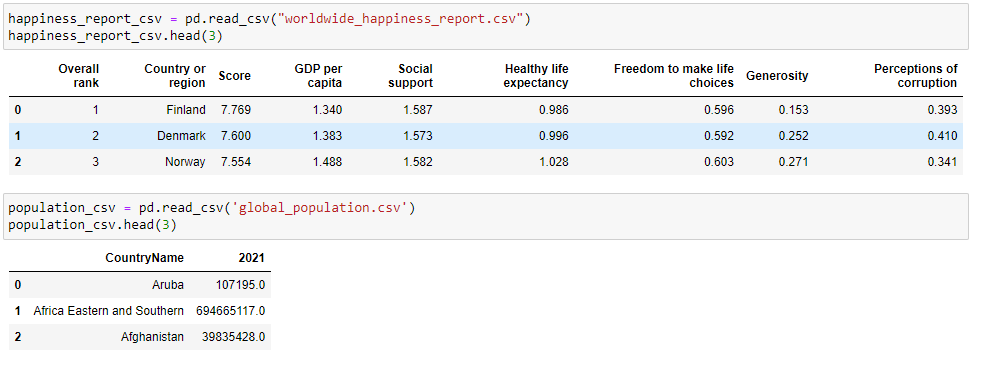 happiness_report_csv = pd.read_csv("worldwide_happiness_report.csv")
happiness_report_csv.head(3)
Overall rank Country or region Score GDP per capita Social support Healthy life expectancy Freedom to make life choices Generosity Perceptions of corruption
0 1 Finland 7.769 1.340 1.587 0.986 0.596 0.153 0.393
1 2 Denmark 7.600 1.383 1.573 0.996 0.592 0.252 0.410
2 3 Norway 7.554 1.488 1.582 1.028 0.603 0.271 0.341
population_csv = pd.read_csv('global_population.csv')
population_csv.head(3)
CountryName 2021
0 Aruba 107195.0
1 Africa Eastern and Southern 694665117.0
2 Afghanistan 39835428.0